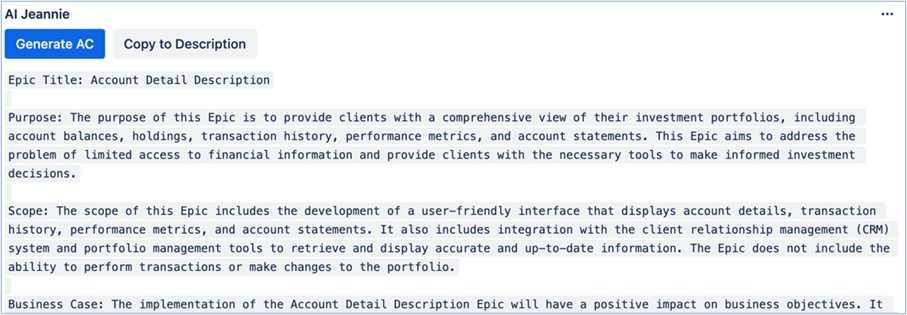 AI Jeannie
Generate AC
Copy to Description
Epic Title: Account Detail Description
Purpose: The purpose of this Epic is to provide clients with a comprehensive view of their investment portfolios, including
account balances, holdings, transaction history, performance metrics, and account statements. This Epic aims to address the
problem of limited access to financial information and provide clients with the necessary tools to make informed investment
decisions.
Scope: The scope of this Epic includes the development of a user-friendly interface that displays account details, transaction
history, performance metrics, and account statements. It also includes integration with the client relationship management (CRM)
system and portfolio management tools to retrieve and display accurate and up-to-date information. The Epic does not include the
ability to perform transactions or make changes to the portfolio.
Business Case: The implementation of the Account Detail Description Epic will have a positive impact on business objectives. It